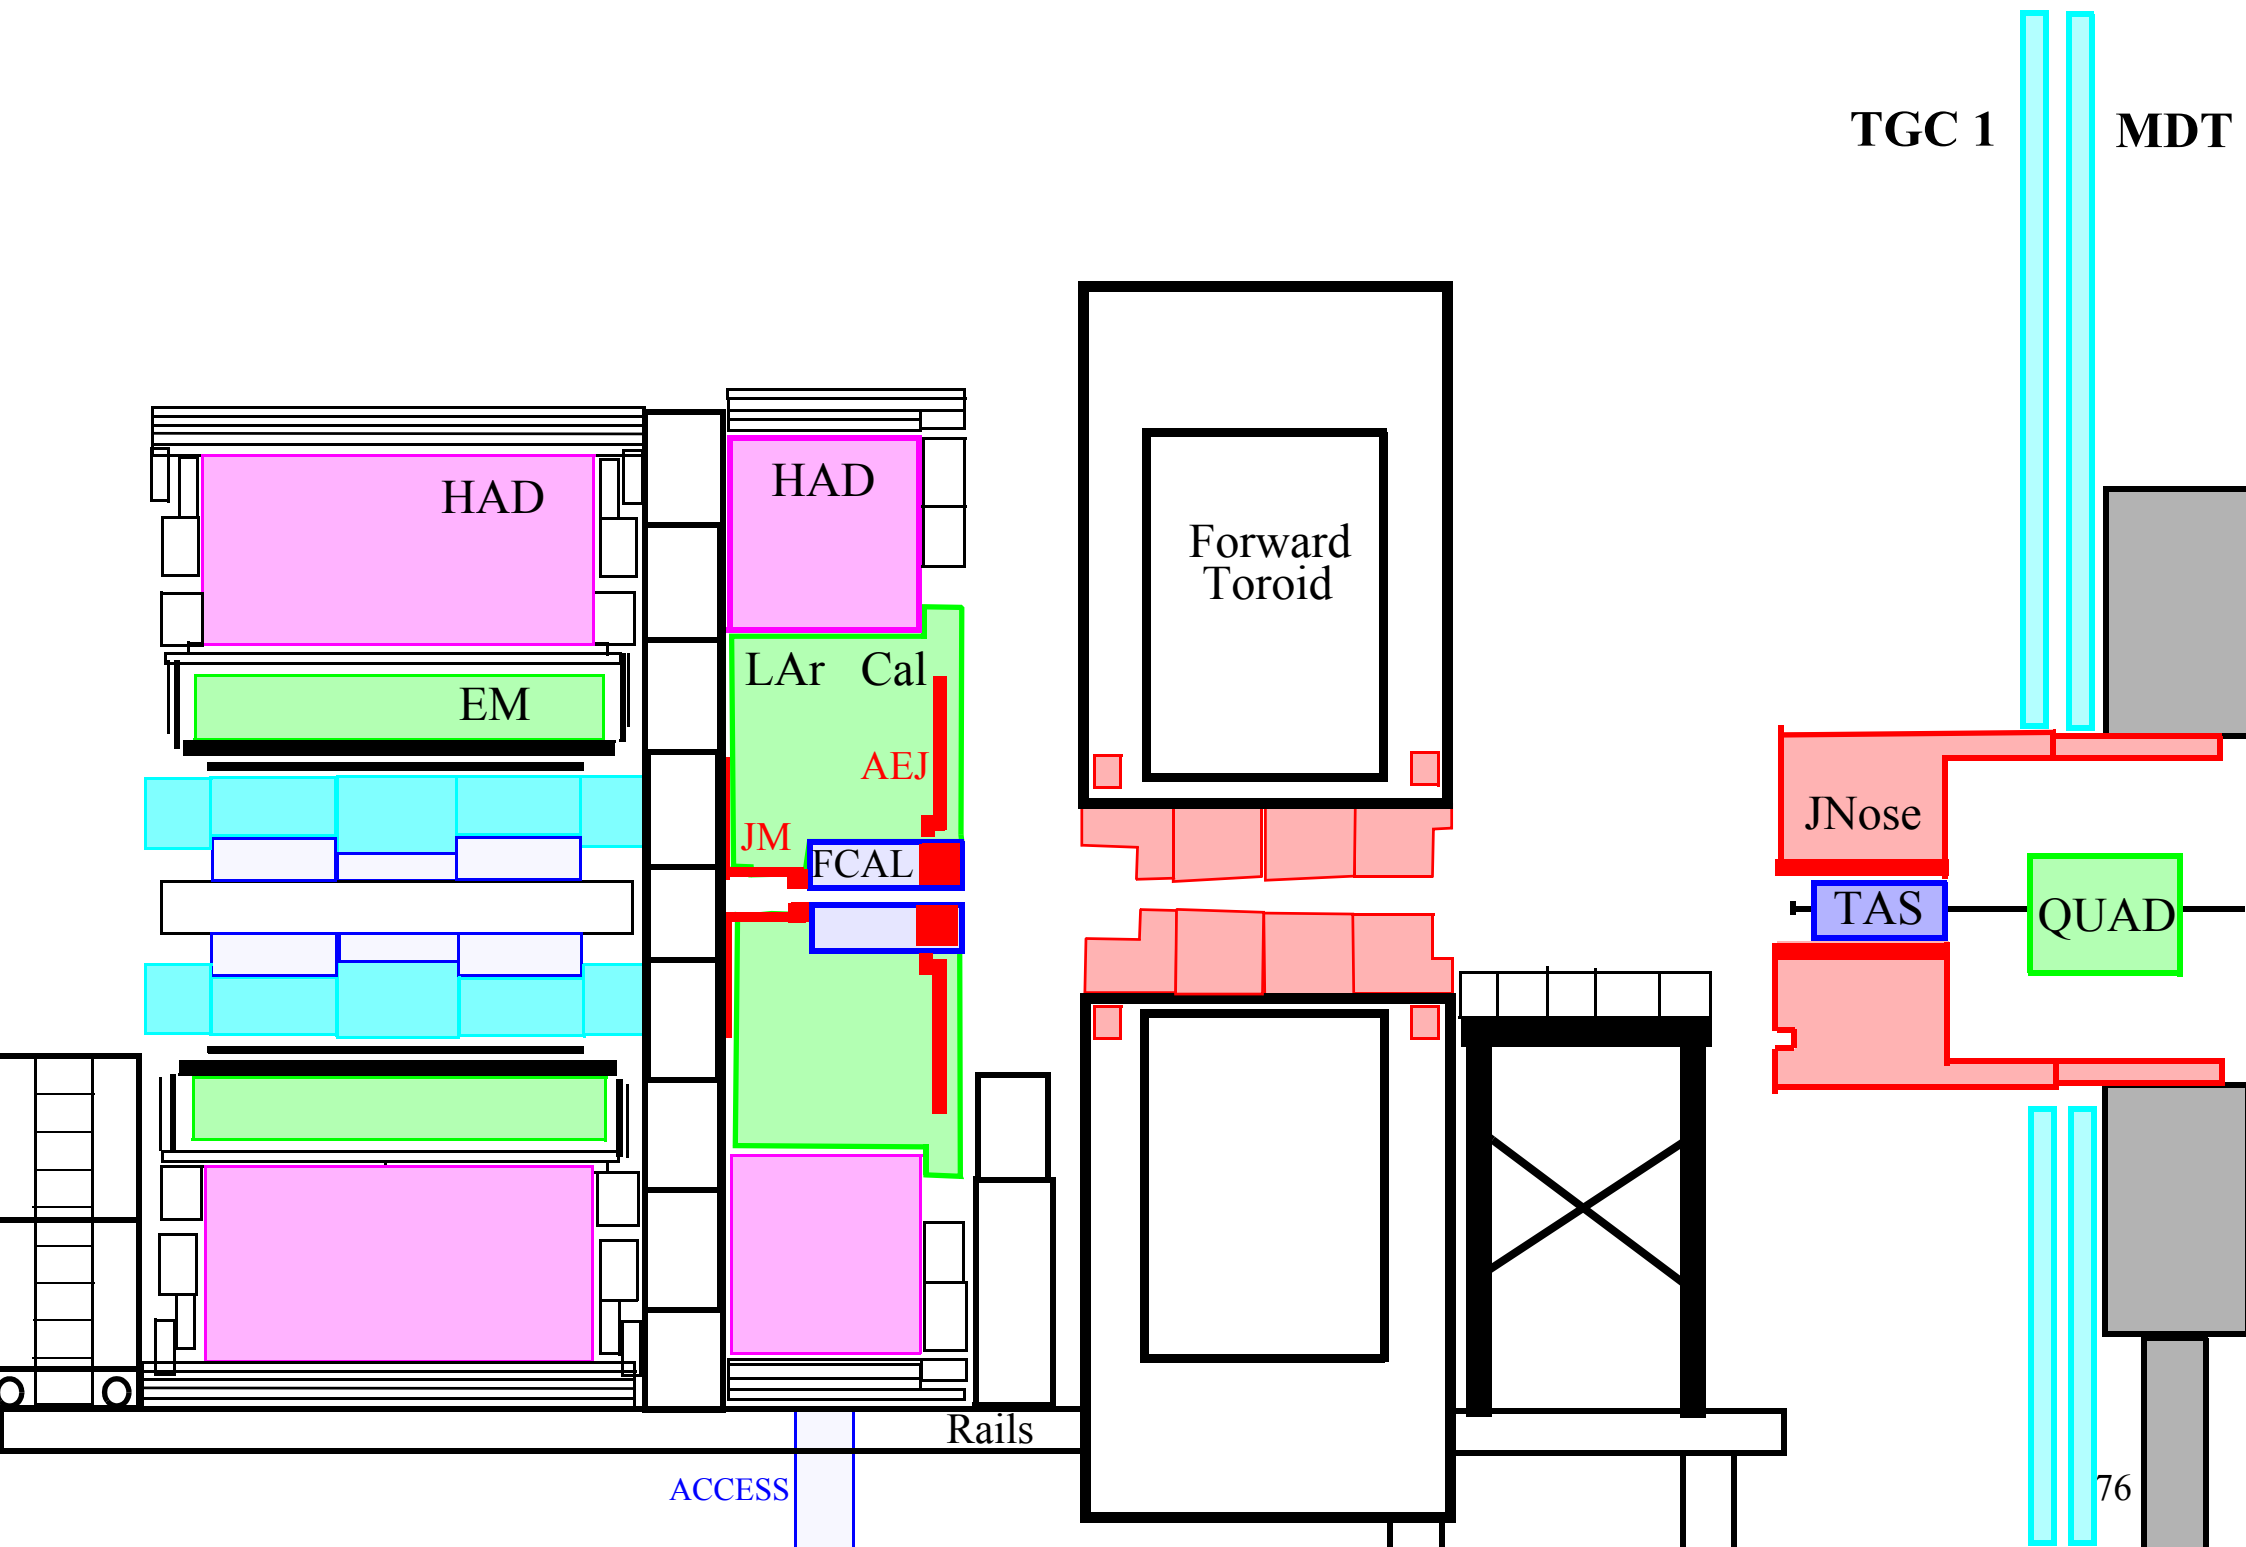 TGC 1 MDT
HAD
HAD
Forward
Toroid
LAr Cal
EM
AEJ
JM
FCAL
JNose
TAS
QUAD
Rails
ACCESS
76